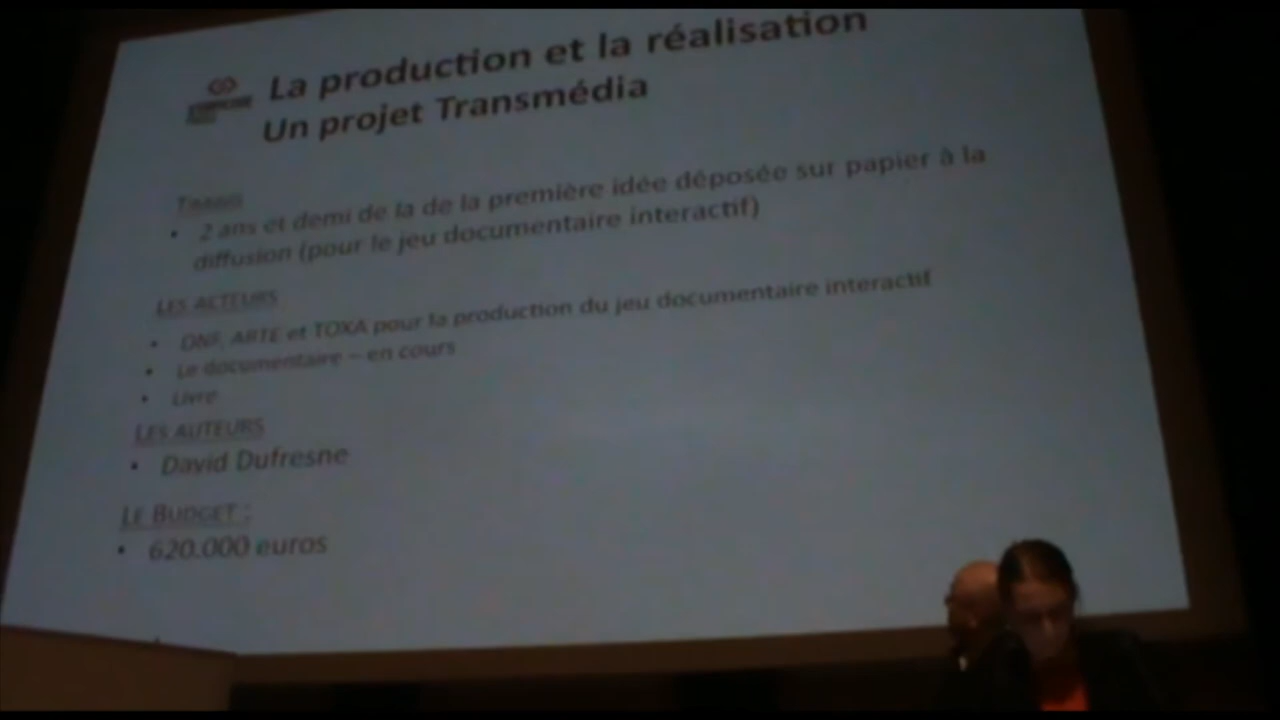 La production et la réalisation
Un projet Transmédia
2 ans et demi de la de la première idée déposée sur papier à la
diffusion (pour le jeu documentaire interactif)
LES ACTEURS
• ONF, ARTE et TOXA pour la production du jeu documentaire interactif
• Le documentaire – en cours
• Livre
LES AUTEURS
• David Dufresne
LE BUDGET :
• 620.000 euros